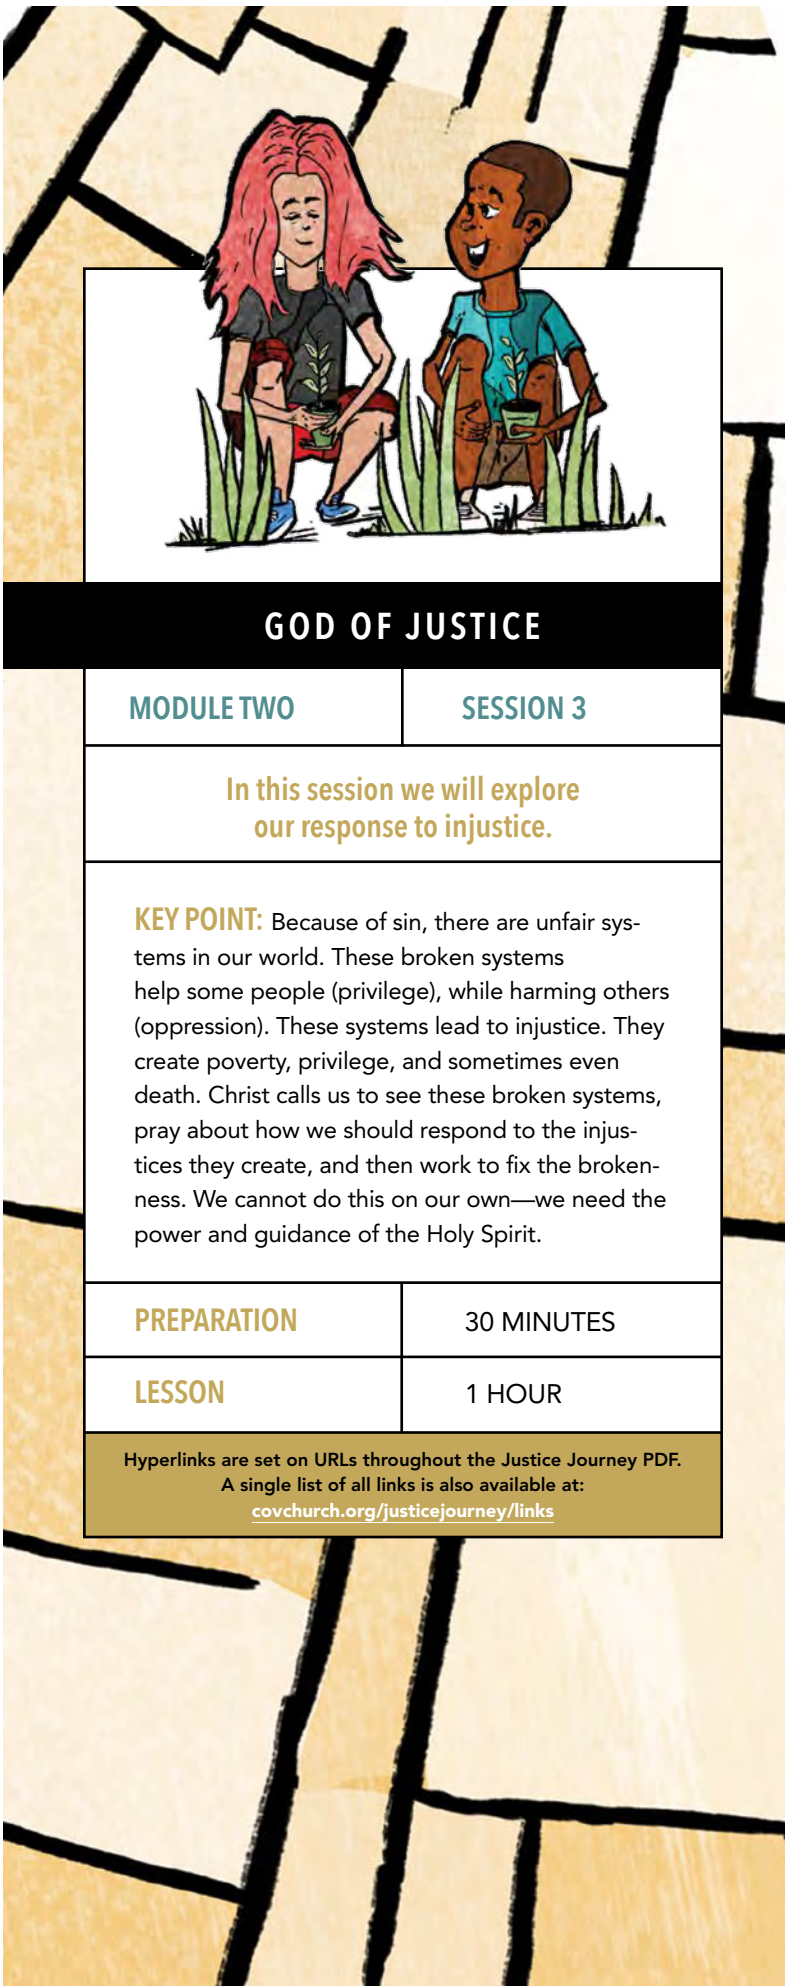 GOD OF JUSTICE
MODULE TWO
SESSION 3
In this session we will explore
our response to injustice.
KEY POINT: Because of sin, there are unfair sys-
tems in our world. These broken systems
help some people (privilege), while harming others
(oppression). These systems lead to injustice. They
create poverty, privilege, and sometimes even
death. Christ calls us to see these broken systems,
pray about how we should respond to the injus-
tices they create, and then work to fix the broken-
ness. We cannot do this on our own—we need the
power and guidance of the Holy Spirit.
PREPARATION
30 MINUTES
LESSON
1 HOUR
Hyperlinks are set on URLs throughout the Justice Journey PDF.
A single list of all links is also available at:
covchurch.org/justicejourney/links